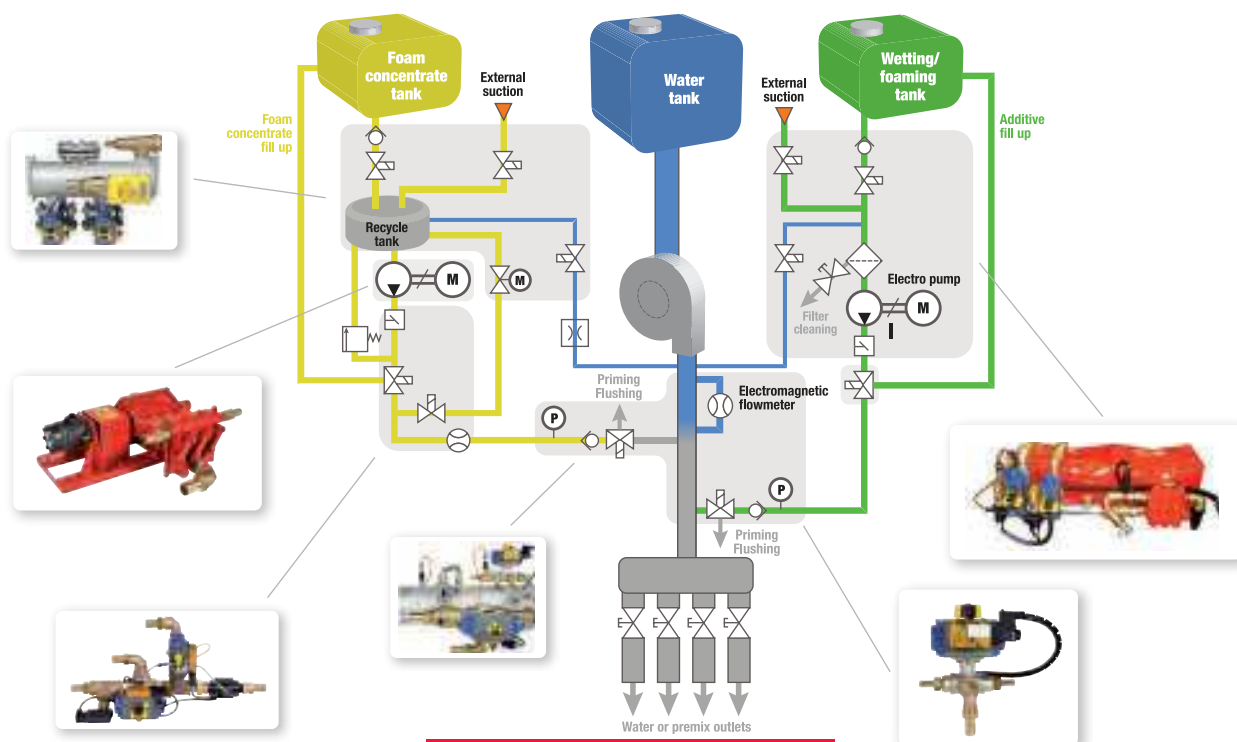 Foam
concentrate
tank
External
suction
Water
tank
Wetting/
foaming
tank
External
suction
Foam
concentrate
fill up
Additive
fill up
Recycle
tank
M
M
Electro pump
M
Filter
cleaning
Priming
Flushing
Electromagnetic
flowmeter
P
P
Priming
Flushing
Water or premix outlets